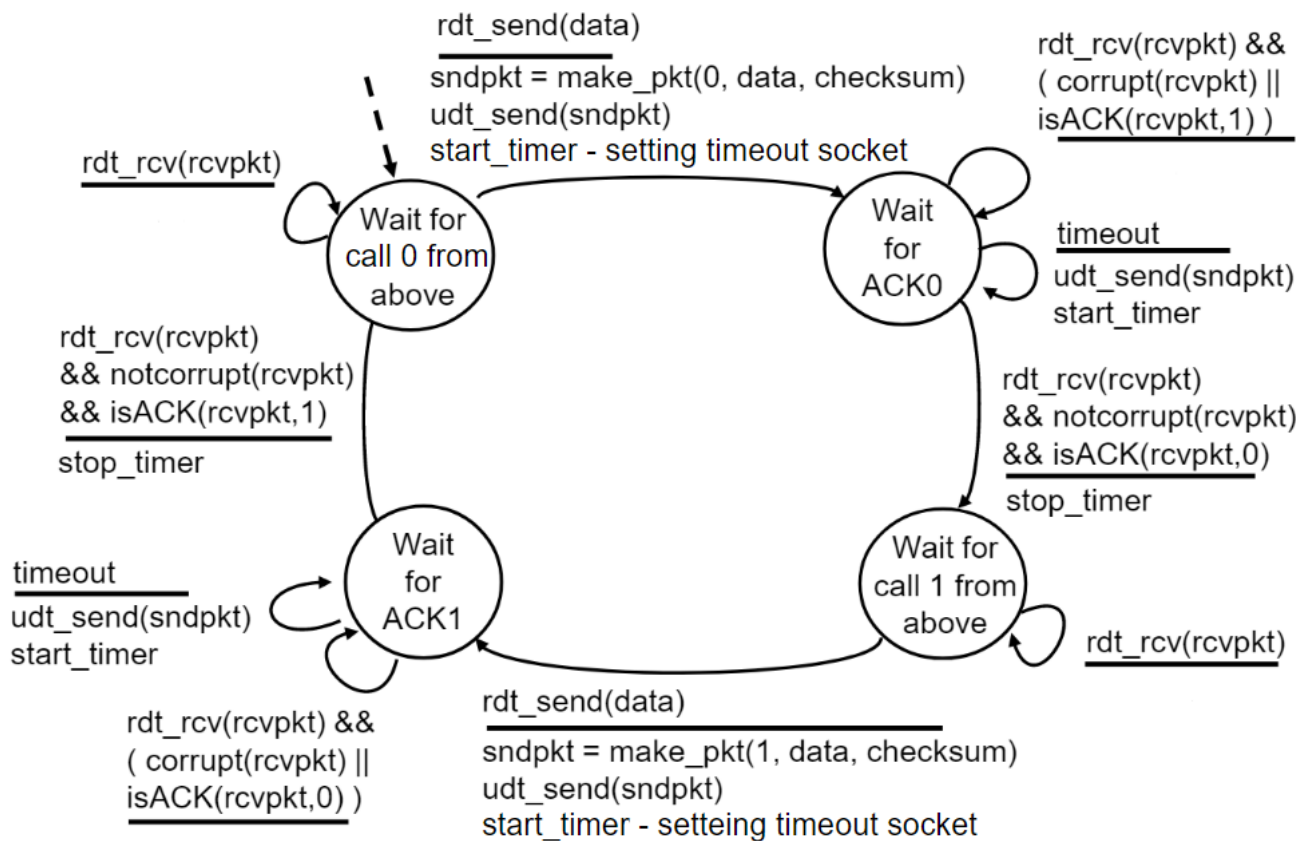 rdt_send(data)
sndpkt = make_pkt(0, data, checksum)
udt_send(sndpkt)
start_timer - setting timeout socket
rdt_rcv(rcvpkt) &&
( corrupt(rcvpkt) ||
isACK(rcvpkt,1) )
rdt_rcv(rcvpkt)
Wait for
call 0 from
above
Wait
for
ACK0
timeout
udt_send(sndpkt)
start_timer
rdt_rcv(rcvpkt)
&& notcorrupt(rcvpkt)
&& isACK(rcvpkt,1)
stop_timer
rdt_rcv(rcvpkt)
&& notcorrupt(rcvpkt)
&& isACK(rcvpkt,0)
stop_timer
Wait
for
ACK1
Wait for
call 1 from
above
timeout
udt_send(sndpkt)
start_timer
rdt_rcv(rcvpkt)
rdt_rcv(rcvpkt) &&
( corrupt(rcvpkt) ||
isACK(rcvpkt,0) )
rdt_send(data)
sndpkt = make_pkt(1, data, checksum)
udt_send(sndpkt)
start_timer - setteing timeout socket